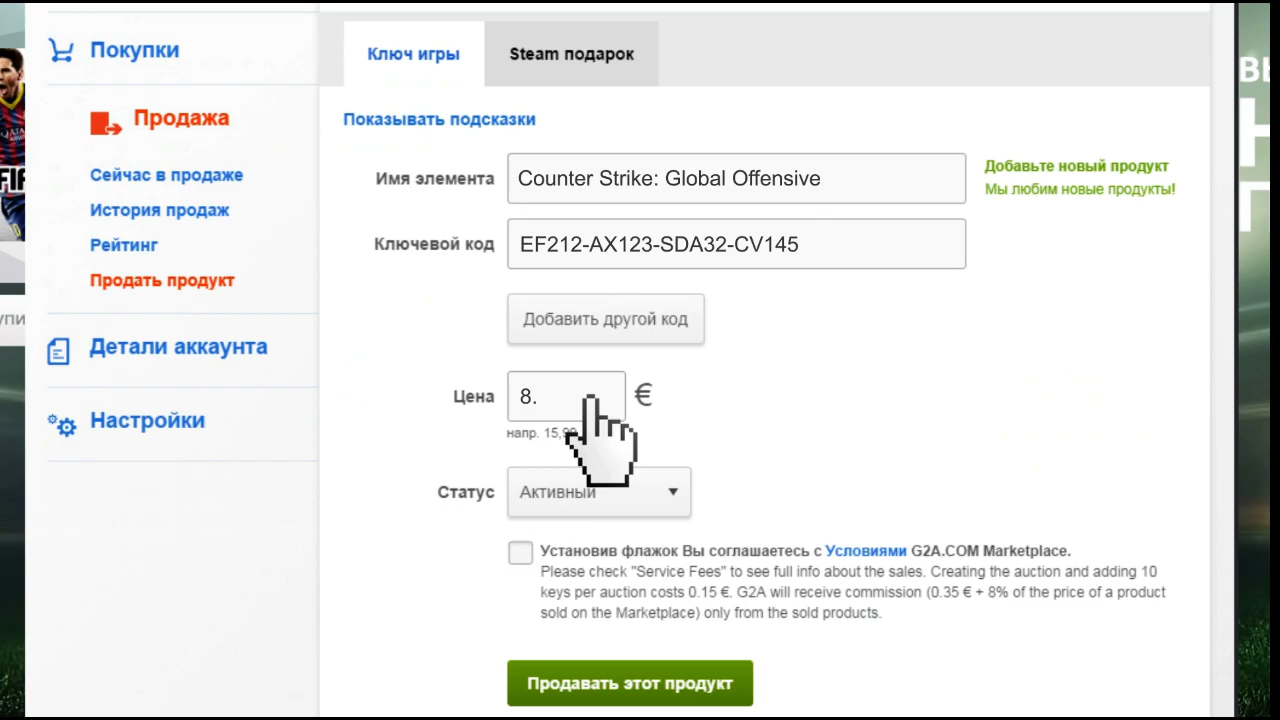 Покупки
Продажа
Сейчас в продаже
История продаж
Рейтинг
Продать продукт
Детали аккаунта
Настройки
Ключ игры
Steam подарок
Показывать подсказки
Имя элемента
Counter Strike: Global Offensive
Добавьте новый продукт
Мы любим новые продукты!
Ключевой код
EF212-AX123-SDA32-CV145
Добавить другой код
Цена
8.
€
напр. 15,99
Статус
Активный
Установив флажок Вы соглашаетесь с Условиями G2A.COM Marketplace.
Please check "Service Fees" to see full info about the sales. Creating the auction and adding 10
keys per auction costs 0.15 €. G2A will receive commission (0.35 € + 8% of the price of a product
sold on the Marketplace) only from the sold products.
Продавать этот продукт